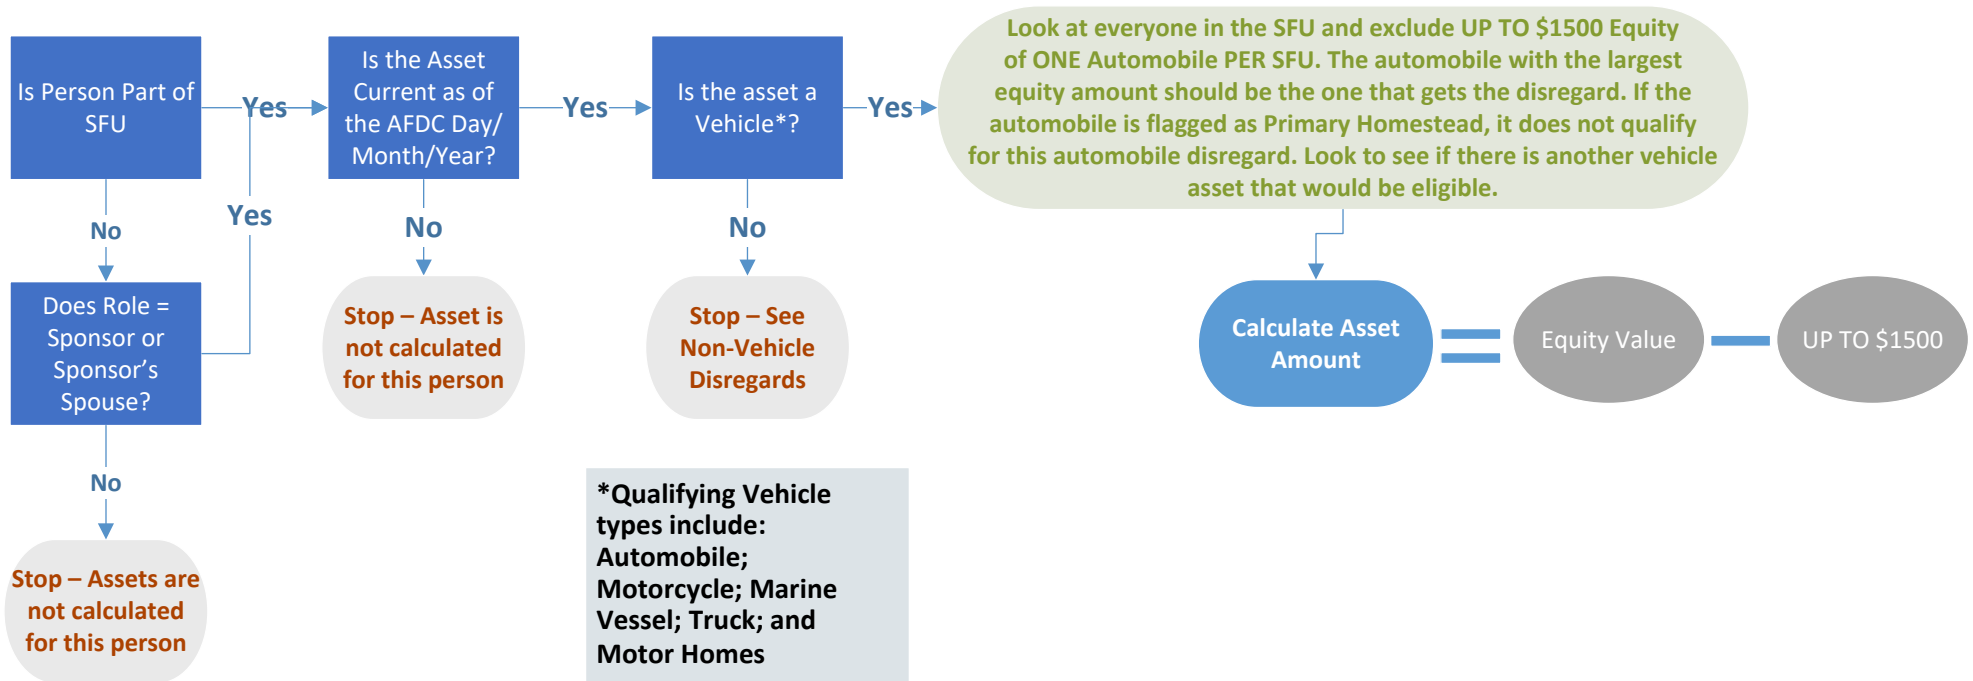 Is Person Part of
SFU
Yes
Is the Asset
Current as of
the AFDC Day/
Month/Year?
Yes
Is the asset a
Vehicle*?
Yes
Look at everyone in the SFU and exclude UP TO $1500 Equity
of ONE Automobile PER SFU. The automobile with the largest
equity amount should be the one that gets the disregard. If the
automobile is flagged as Primary Homestead, it does not qualify
for this automobile disregard. Look to see if there is another vehicle
asset that would be eligible.
No
Yes
No
No
Does Role =
Sponsor or
Sponsor's
Spouse?
Stop – Asset is
not calculated
for this person
Stop – See
Non-Vehicle
Disregards
Calculate Asset
Amount
Equity Value
UP TO $1500
No
Stop – Assets are
not calculated
for this person
*Qualifying Vehicle
types include:
Automobile;
Motorcycle; Marine
Vessel; Truck; and
Motor Homes